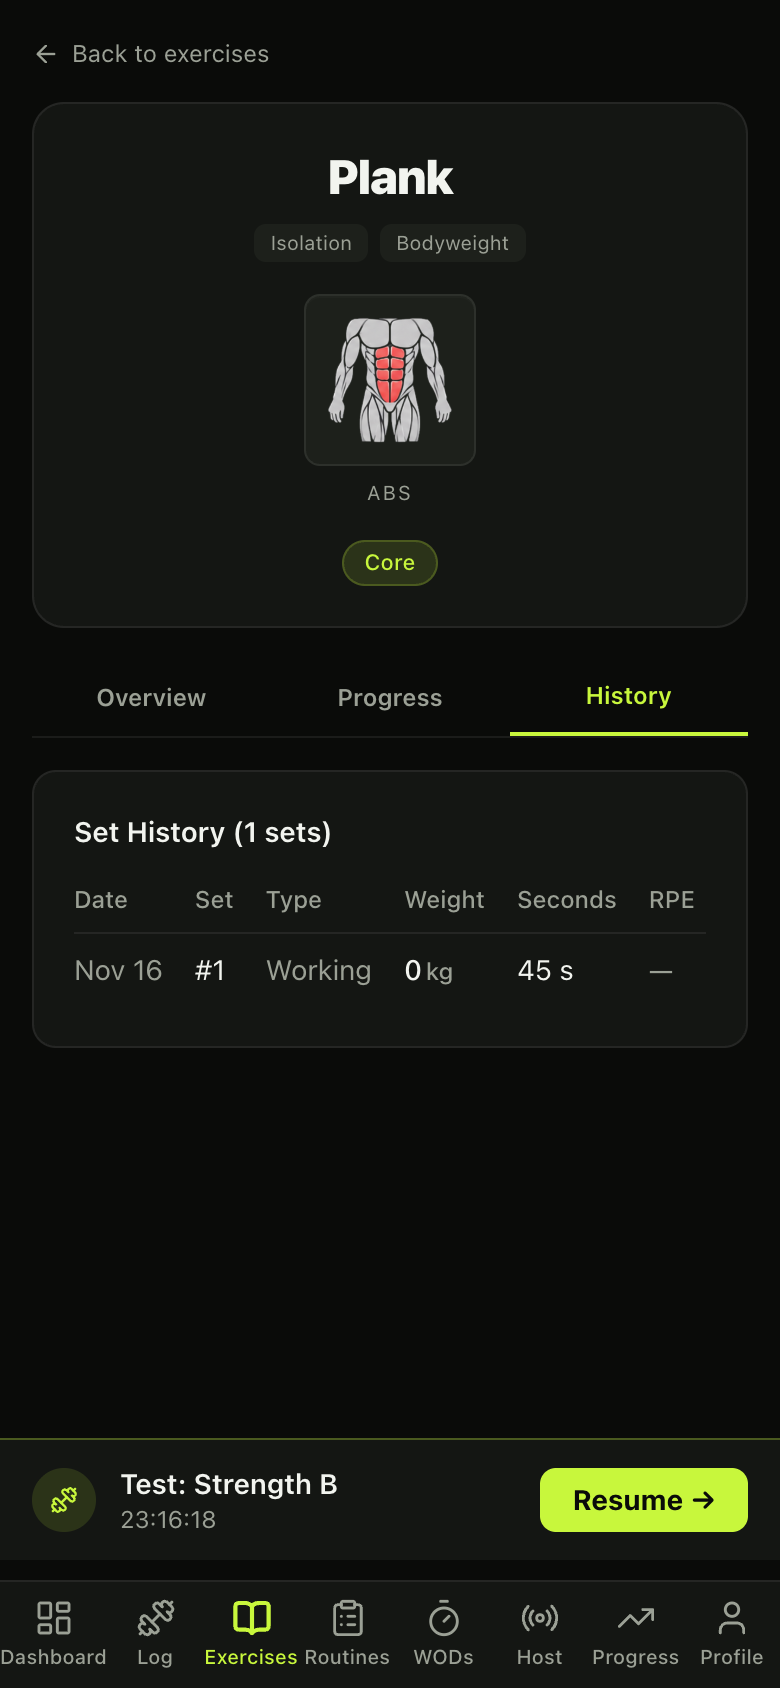 Back to exercises
Plank
Isolation Bodyweight
ABS
Core
Overview Progress History
Set History (1 sets)
Date Set Type Weight Seconds RPE
Nov 16 #1 Working 0 kg 45 s —
Test: Strength B
23:16:18
Resume →
Dashboard Log Exercises Routines WODs Host Progress Profile